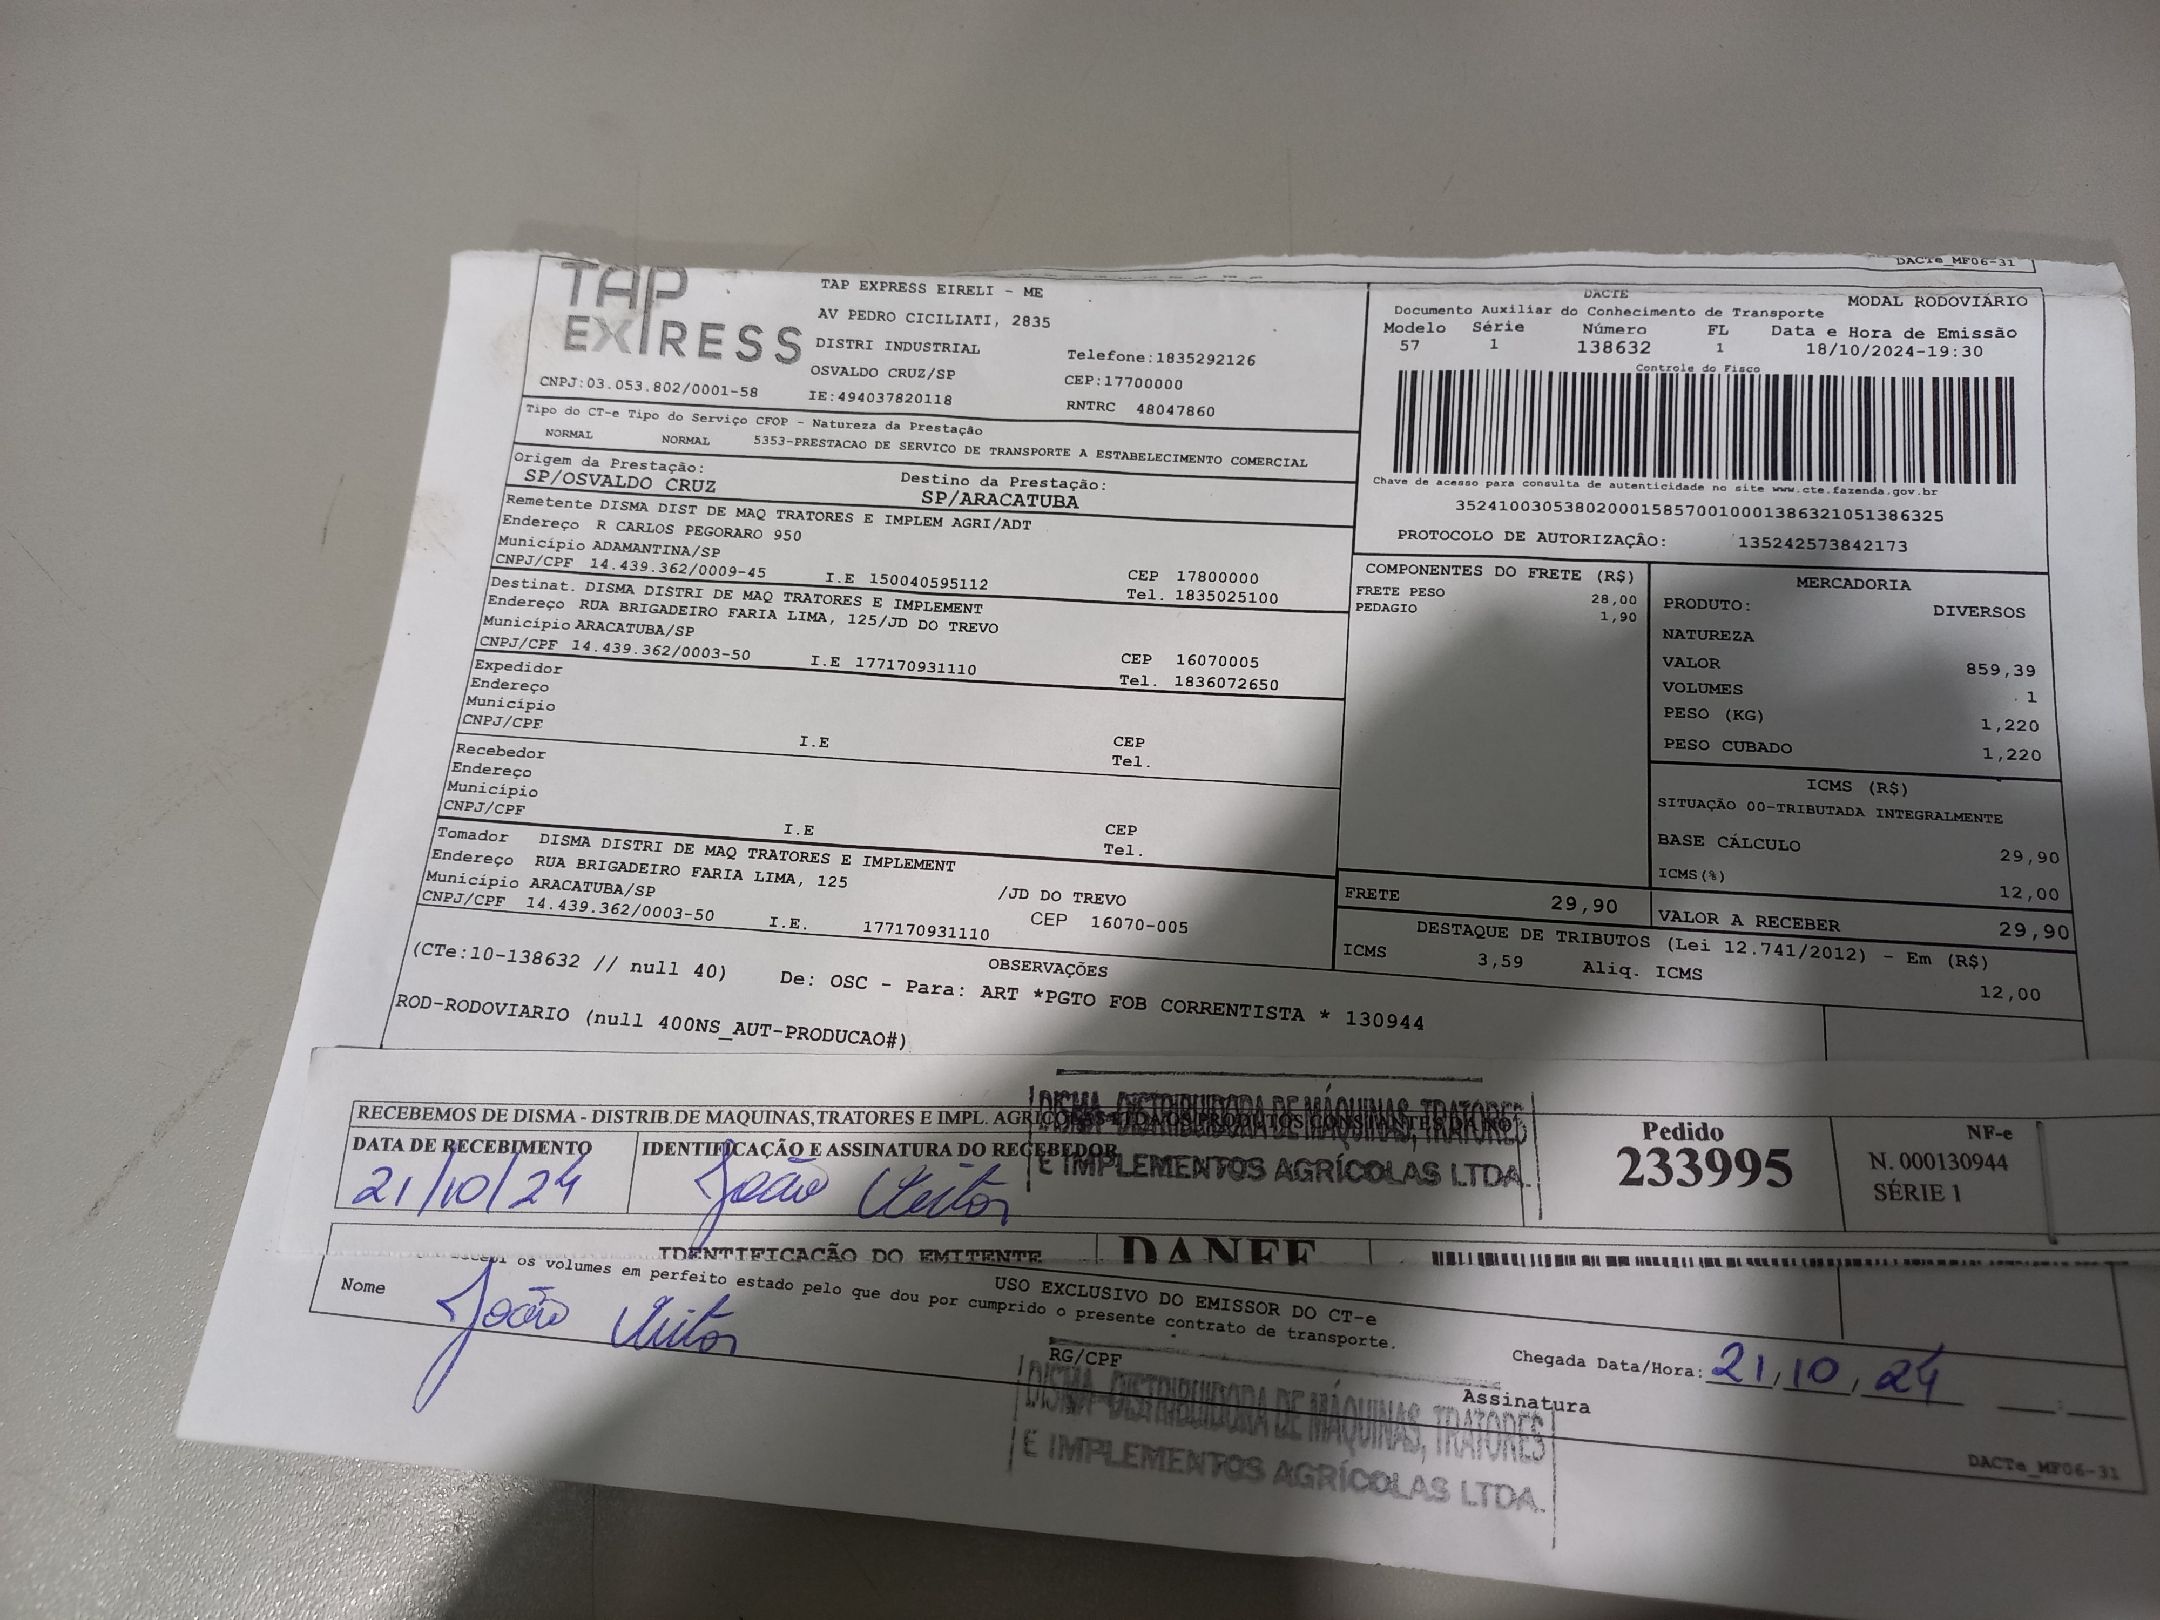 DACTe_MF06-31
TAP
EXPRESS
TAP EXPRESS EIRELI - ME
AV PEDRO CICILIATI, 2835
DISTRI INDUSTRIAL
Telefone:1835292126
OSVALDO CRUZ/SP
CEP:17700000
CNPJ:03.053.802/0001-58
IE:494037820118
RNTRC 48047860
DACTE
MODAL RODOVIÁRIO
Documento Auxiliar do Conhecimento de Transporte
Modelo Série Número FL Data e Hora de Emissão
57 1 138632 1 18/10/2024-19:30
Controle do Fisco
Chave de acesso para consulta de autenticidade no site www.cte.fazenda.gov.br
35241003053802000158570010001386321051386325
PROTOCOLO DE AUTORIZAÇÃO: 135242573842173
Tipo do CT-e Tipo do Serviço CFOP - Natureza da Prestação
NORMAL NORMAL 5353-PRESTACAO DE SERVICO DE TRANSPORTE A ESTABELECIMENTO COMERCIAL
Origem da Prestação: Destino da Prestação:
SP/OSVALDO CRUZ SP/ARACATUBA
Remetente DISMA DIST DE MAQ TRATORES E IMPLEM AGRI/ADT
Endereço R CARLOS PEGORARO 950
Município ADAMANTINA/SP CEP 17800000
CNPJ/CPF 14.439.362/0009-45 I.E 150040595112 Tel. 1835025100
Destinat. DISMA DISTRI DE MAQ TRATORES E IMPLEMENT
Endereço RUA BRIGADEIRO FARIA LIMA, 125/JD DO TREVO
Município ARACATUBA/SP CEP 16070005
CNPJ/CPF 14.439.362/0003-50 I.E 177170931110 Tel. 1836072650
Expedidor
Endereço
Município CEP
CNPJ/CPF I.E Tel.
Recebedor
Endereço
Município CEP
CNPJ/CPF I.E Tel.
Tomador DISMA DISTRI DE MAQ TRATORES E IMPLEMENT
Endereço RUA BRIGADEIRO FARIA LIMA, 125 /JD DO TREVO
Município ARACATUBA/SP CEP 16070-005
CNPJ/CPF 14.439.362/0003-50 I.E. 177170931110
COMPONENTES DO FRETE (R$)
FRETE PESO 28,00
PEDAGIO 1,90
MERCADORIA
PRODUTO: DIVERSOS
NATUREZA
VALOR 859,39
VOLUMES 1
PESO (KG) 1,220
PESO CUBADO 1,220
ICMS (R$)
SITUAÇÃO 00-TRIBUTADA INTEGRALMENTE
BASE CÁLCULO 29,90
ICMS(%) 12,00
FRETE 29,90
VALOR A RECEBER 29,90
DESTAQUE DE TRIBUTOS (Lei 12.741/2012) - Em (R$)
ICMS 3,59 Aliq. ICMS 12,00
OBSERVAÇÕES
(CTe:10-138632 // null 40) De: OSC - Para: ART *PGTO FOB CORRENTISTA * 130944
ROD-RODOVIARIO (null 400NS_AUT-PRODUCAO#)
RECEBEMOS DE DISMA - DISTRIB.DE MAQUINAS,TRATORES E IMPL. AGRICOLAS LTDA OS PRODUTOS CONSTANTES DA NO
DATA DE RECEBIMENTO
21/10/24
IDENTIFICAÇÃO E ASSINATURA DO RECEBEDOR
João Heitor
DISMA DISTRIBUIDORA DE MÁQUINAS, TRATORES
E IMPLEMENTOS AGRÍCOLAS LTDA.
Pedido
233995
NF-e
N. 000130944
SÉRIE 1
IDENTIFICAÇÃO DO EMITENTE
DANFE
USO EXCLUSIVO DO EMISSOR DO CT-e
os volumes em perfeito estado pelo que dou por cumprido o presente contrato de transporte.
Nome João Heitor
RG/CPF
Assinatura
Chegada Data/Hora: 21,10,24
DISMA DISTRIBUIDORA DE MÁQUINAS, TRATORES
E IMPLEMENTOS AGRÍCOLAS LTDA.
DACTe_MF06-31